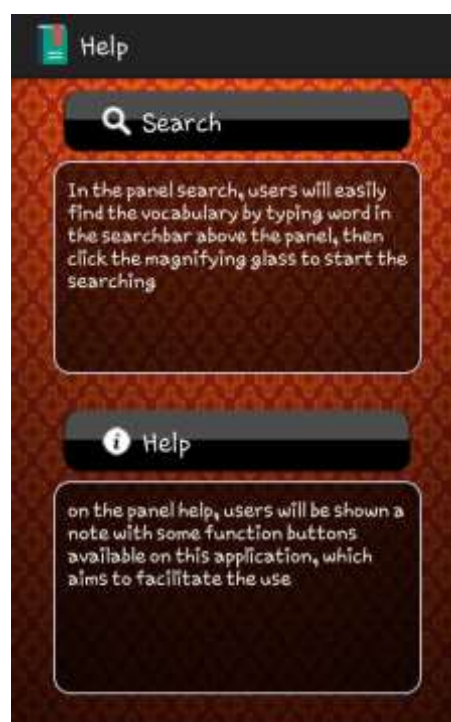 Help
Search
In the panel search, users will easily
find the vocabulary by typing word in
the searchbar above the panel, then
click the magnifying glass to start the
searching
Help
on the panel help, users will be shown a
note with some function buttons
available on this application, which
aims to facilitate the use